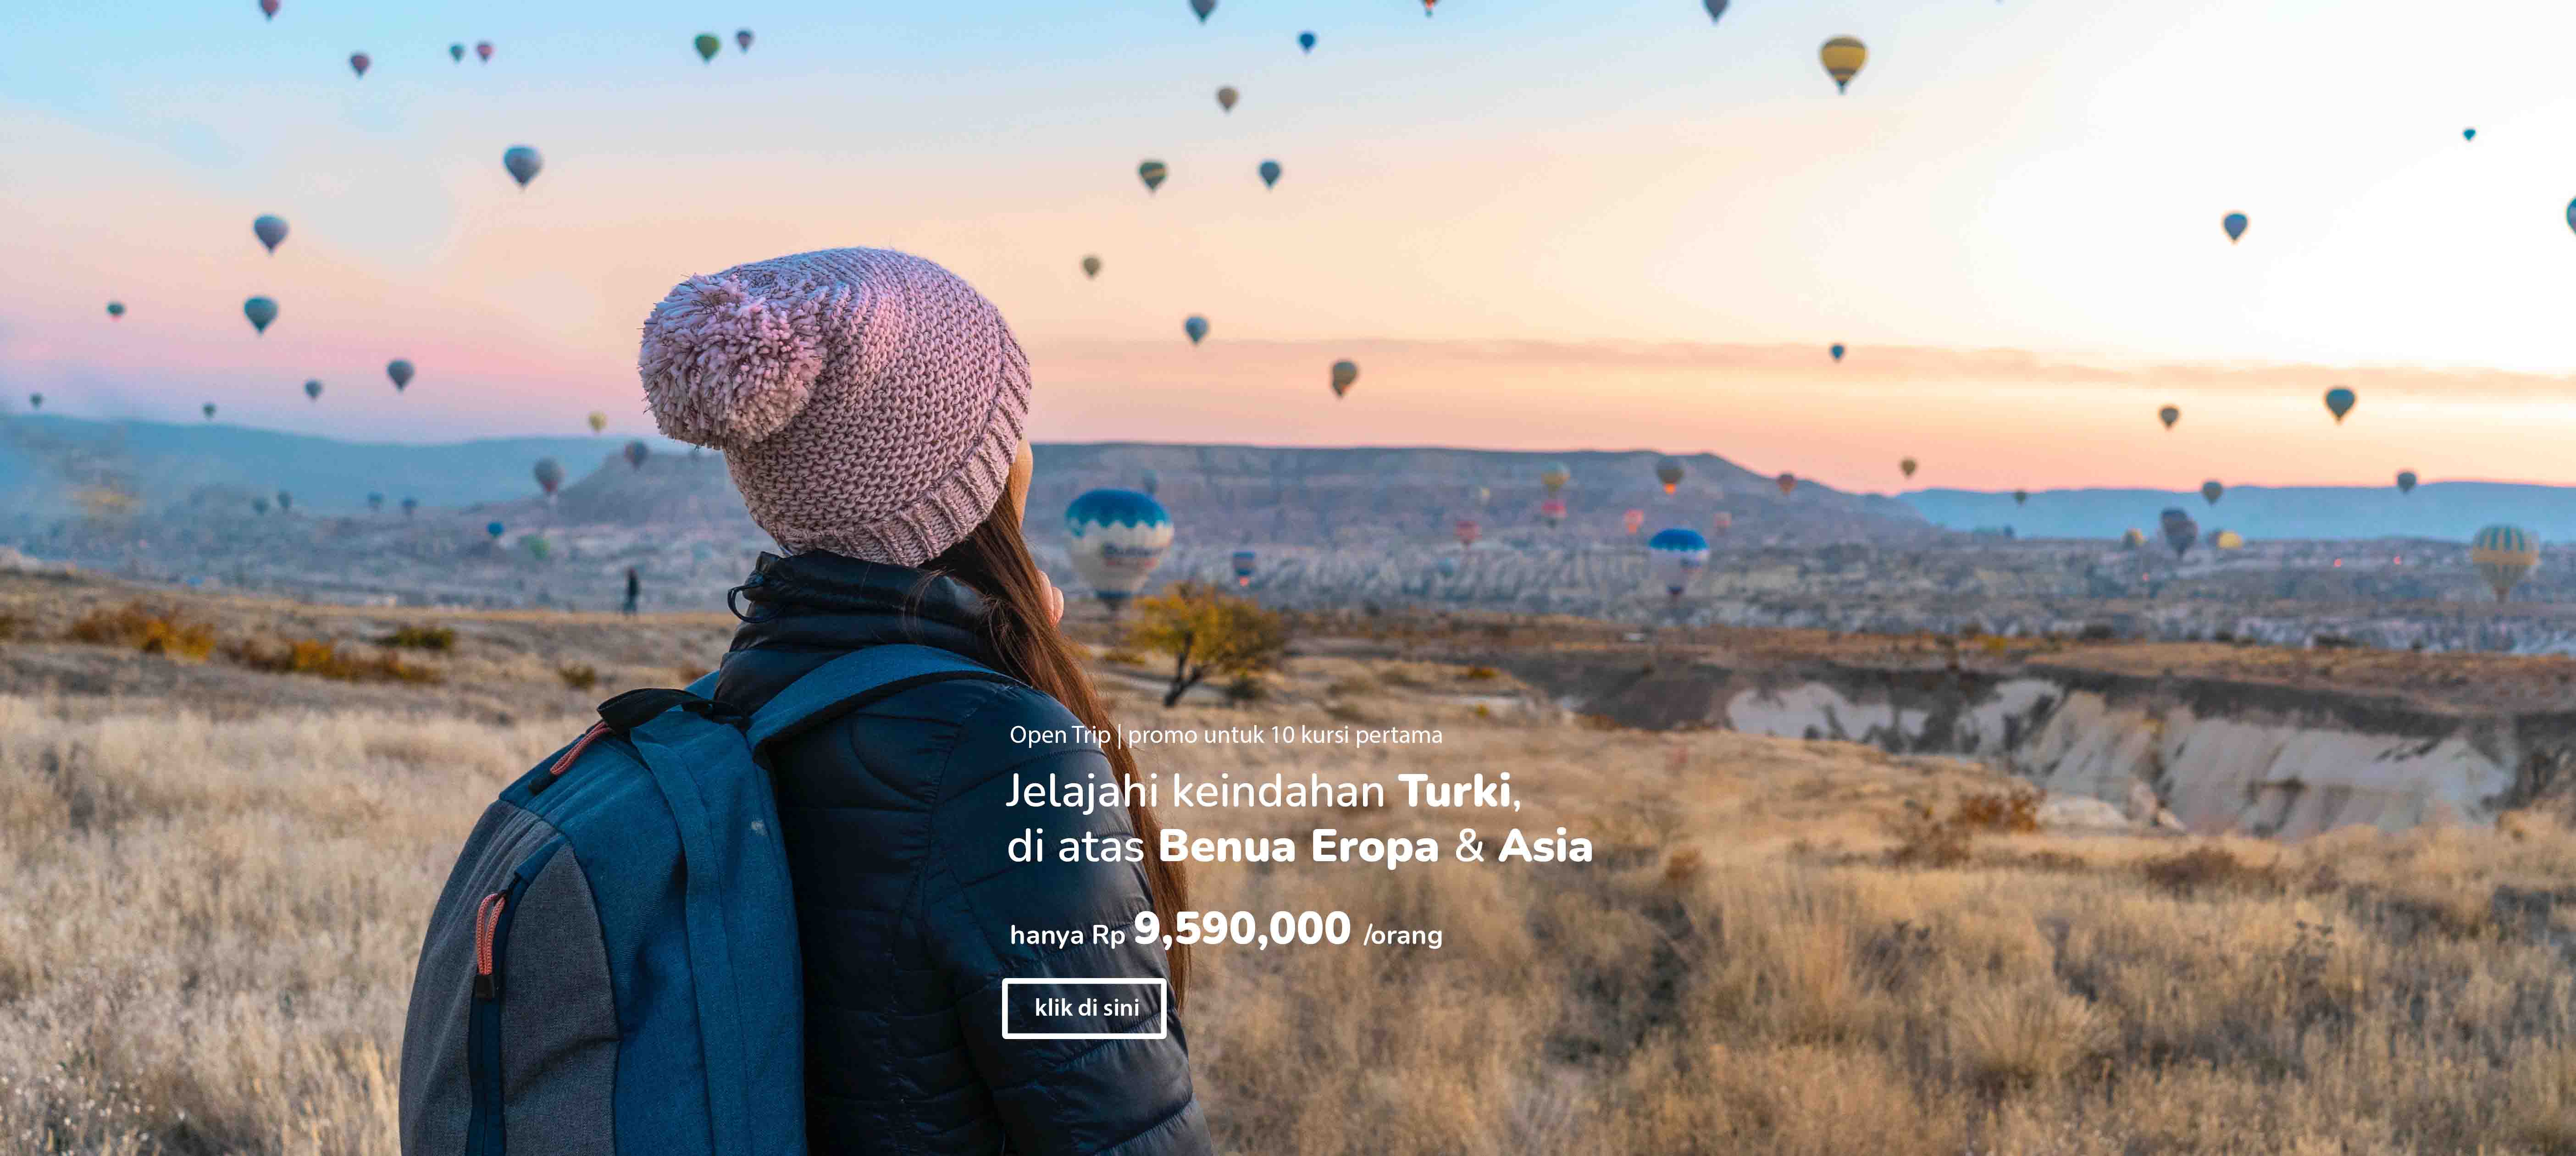 Open Trip | promo untuk 10 kursi pertama
Jelajahi keindahan Turki,
di atas Benua Eropa & Asia
hanya Rp 9,590,000 /orang
klik di sini